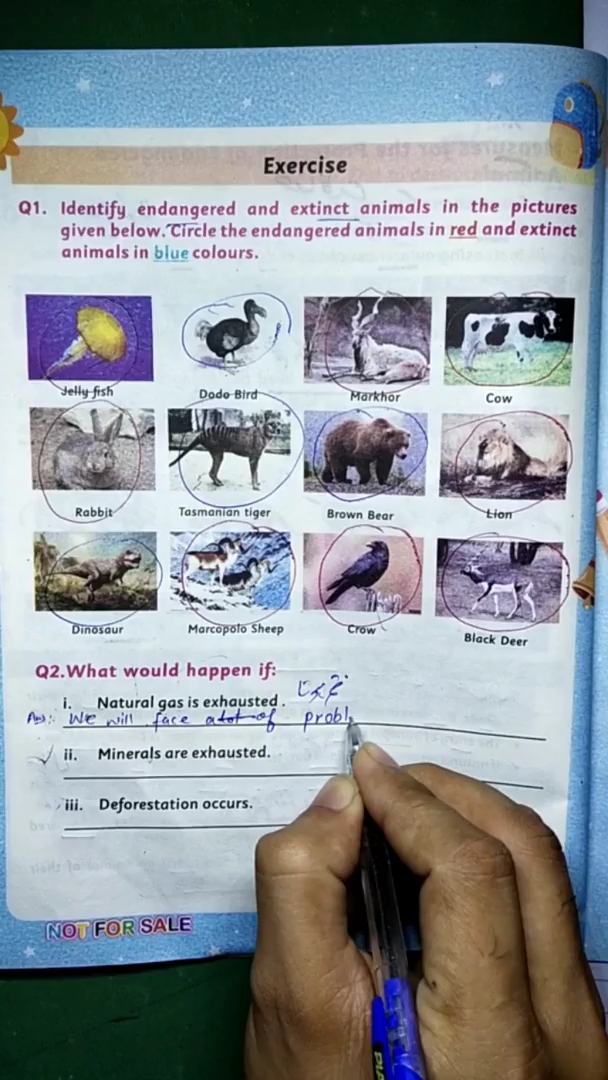 Exercise
Q1. Identify endangered and extinct animals in the pictures
given below. Circle the endangered animals in red and extinct
animals in blue colours.
Jelly fish Dodo Bird Markhor Cow
Rabbit Tasmanian tiger Brown Bear Lion
Dinosaur Marcopolo Sheep Crow Black Deer
Q2.What would happen if:
i. Natural gas is exhausted.
Ans:. We will face a lot of probl
ii. Minerals are exhausted.
iii. Deforestation occurs.
NOT FOR SALE